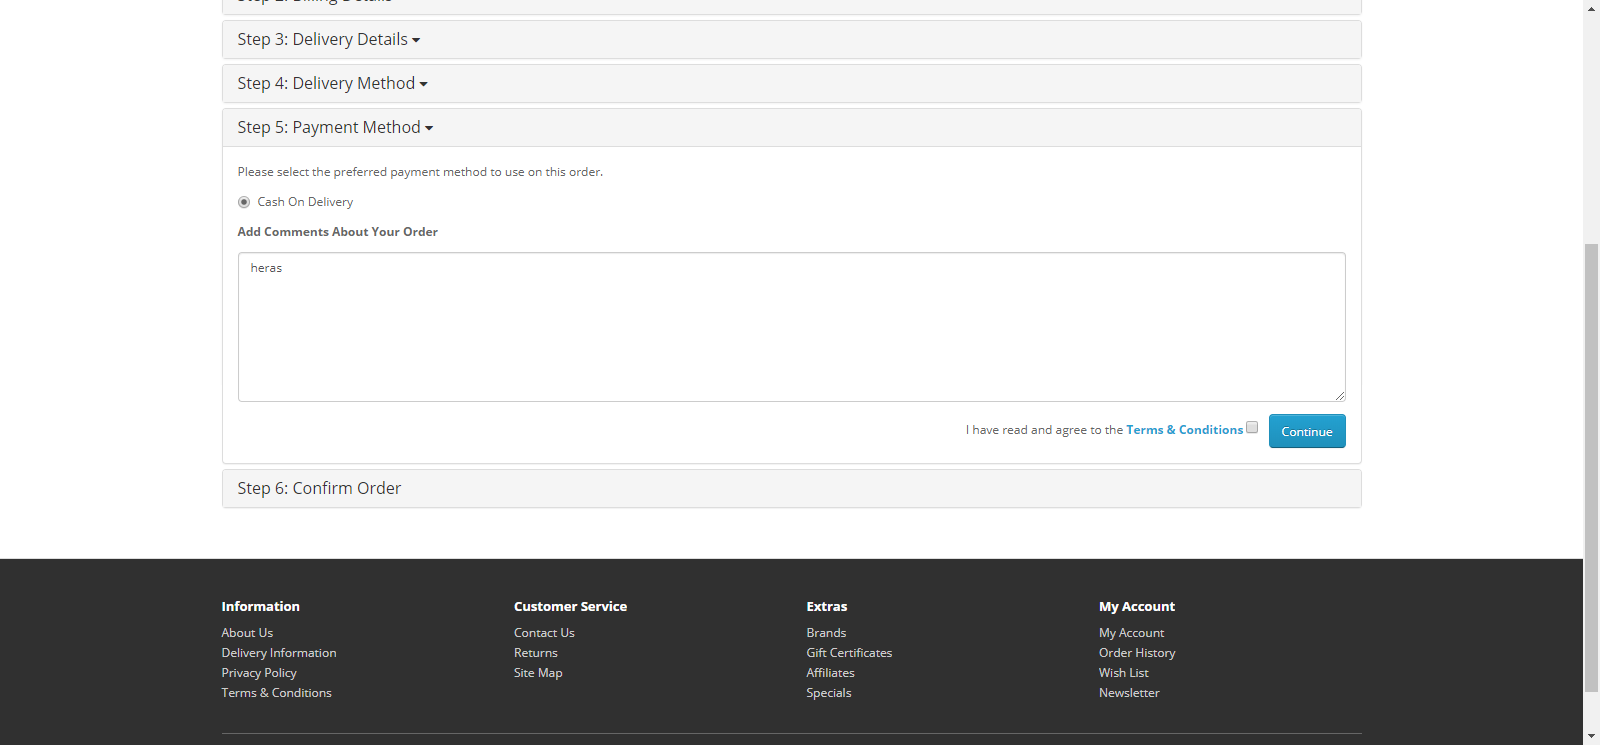 Step 2: Billing Details
Step 3: Delivery Details
Step 4: Delivery Method
Step 5: Payment Method
Please select the preferred payment method to use on this order.
Cash On Delivery
Add Comments About Your Order
heras
I have read and agree to the Terms & Conditions
Continue
Step 6: Confirm Order
Information
About Us
Delivery Information
Privacy Policy
Terms & Conditions
Customer Service
Contact Us
Returns
Site Map
Extras
Brands
Gift Certificates
Affiliates
Specials
My Account
My Account
Order History
Wish List
Newsletter